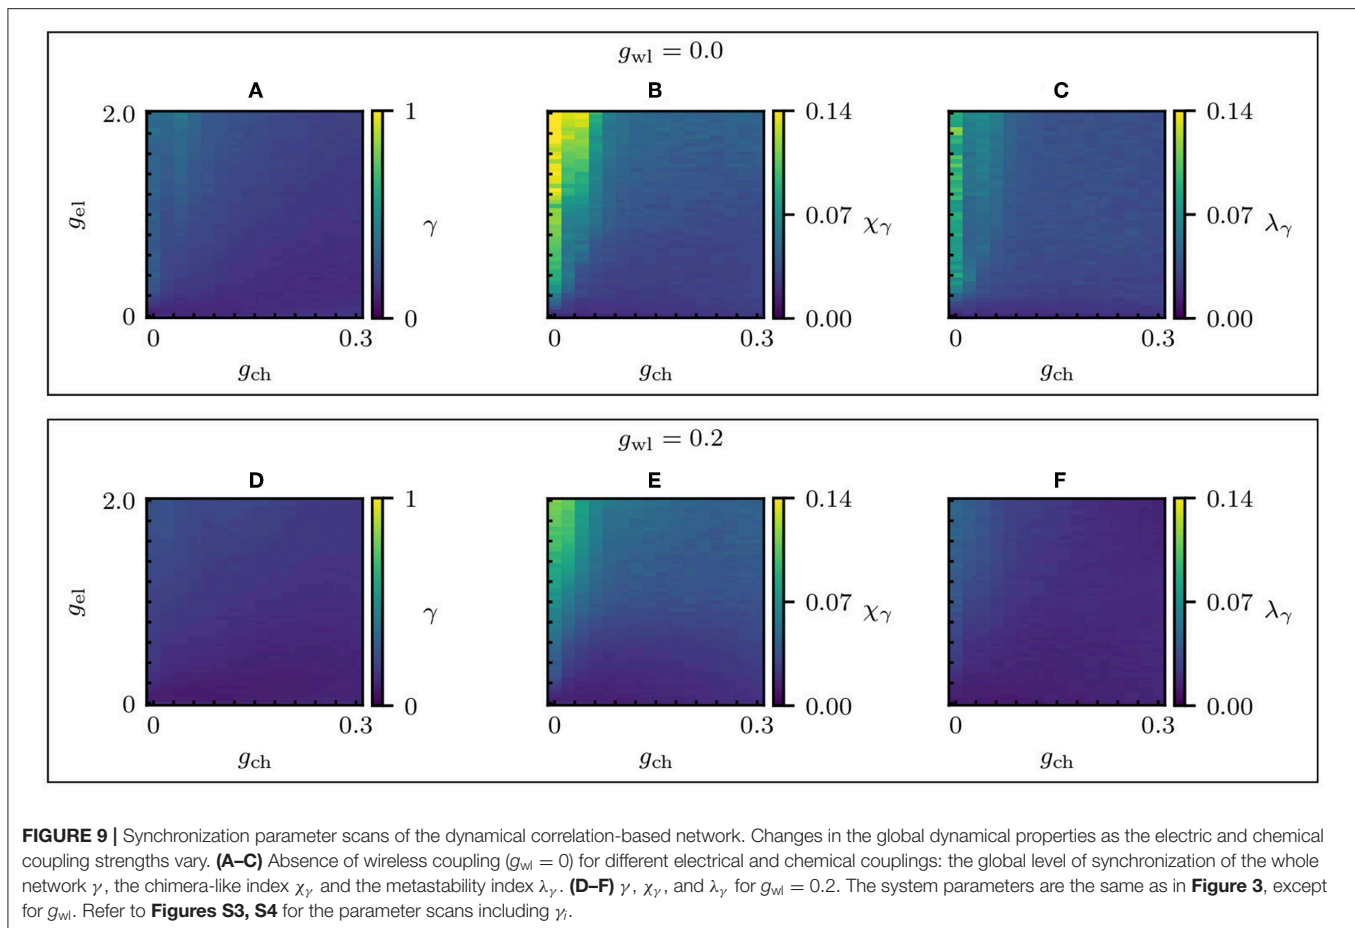 g_wl = 0.0
A B C
2.0 1 0.14 0.14
g_el γ 0.07 χ_γ 0.07 λ_γ
0 0 0.00 0.00
0 0.3 0 0.3 0 0.3
g_ch g_ch g_ch
g_wl = 0.2
D E F
2.0 1 0.14 0.14
g_el γ 0.07 χ_γ 0.07 λ_γ
0 0 0.00 0.00
0 0.3 0 0.3 0 0.3
g_ch g_ch g_ch
FIGURE 9 | Synchronization parameter scans of the dynamical correlation-based network. Changes in the global dynamical properties as the electric and chemical
coupling strengths vary. (A–C) Absence of wireless coupling (g_wl = 0) for different electrical and chemical couplings: the global level of synchronization of the whole
network γ, the chimera-like index χ_γ and the metastability index λ_γ. (D–F) γ, χ_γ, and λ_γ for g_wl = 0.2. The system parameters are the same as in Figure 3, except
for g_wl. Refer to Figures S3, S4 for the parameter scans including γ_i.